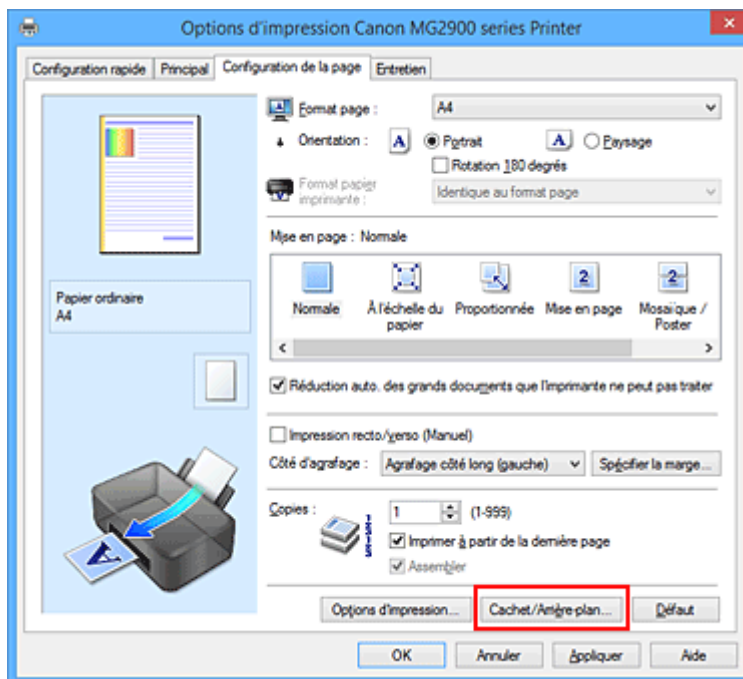 Options d'impression Canon MG2900 series Printer
Configuration rapide Principal Configuration de la page Entretien
Format page : A4
Orientation : A Portrait A Paysage
Rotation 180 degrés
Format papier imprimante : Identique au format page
Mise en page : Normale
Papier ordinaire
A4
2 2
Normale À l'échelle du papier Proportionnée Mise en page Mosaïque / Poster
Réduction auto. des grands documents que l'imprimante ne peut pas traiter
Impression recto/verso (Manuel)
Côté d'agrafage : Agrafage côté long (gauche) Spécifier la marge...
Copies : 1 (1-999)
Imprimer à partir de la dernière page
Assembler
A
Options d'impression... Cachet/Arrière-plan... Défaut
OK Annuler Appliquer Aide